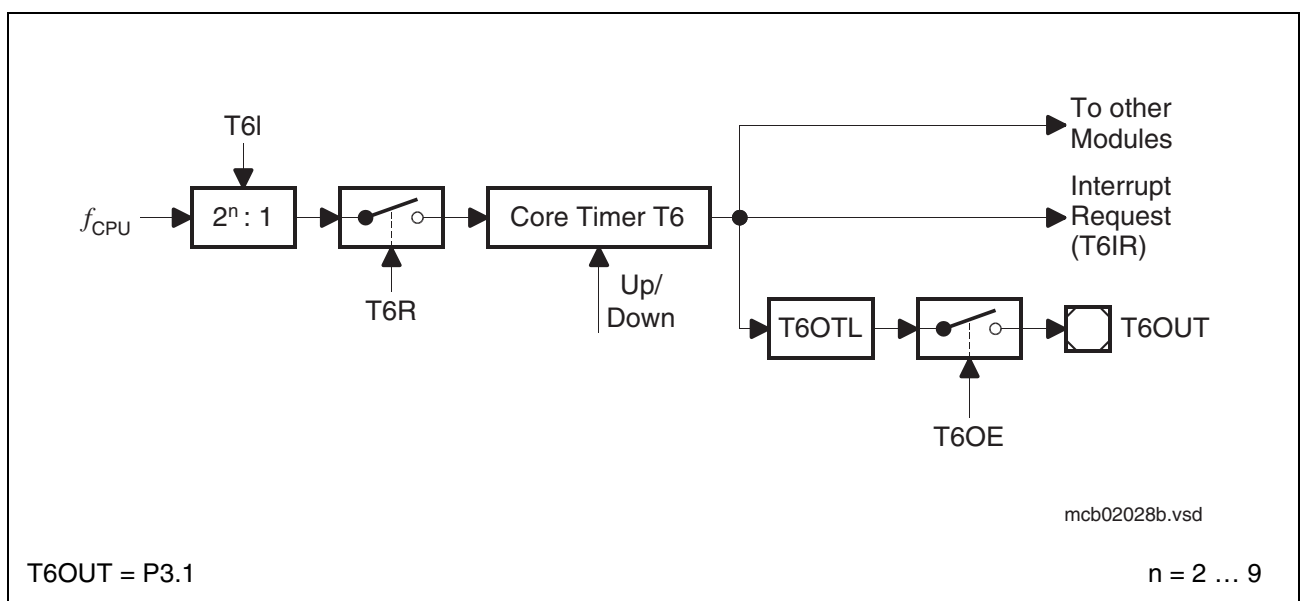 To other
Modules
T6I
Interrupt
Request
(T6IR)
fCPU
2ⁿ : 1
Core Timer T6
T6R
Up/
Down
T6OTL
T6OUT
T6OE
mcb02028b.vsd
T6OUT = P3.1
n = 2 … 9